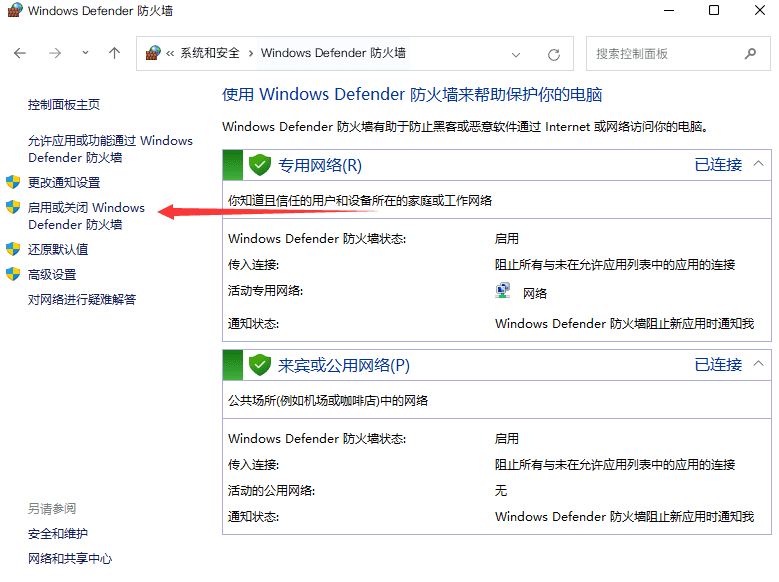 Windows Defender 防火墙
« 系统和安全 › Windows Defender 防火墙
搜索控制面板
控制面板主页
允许应用或功能通过 Windows
Defender 防火墙
更改通知设置
启用或关闭 Windows
Defender 防火墙
还原默认值
高级设置
对网络进行疑难解答
另请参阅
安全和维护
网络和共享中心
使用 Windows Defender 防火墙来帮助保护你的电脑
Windows Defender 防火墙有助于防止黑客或恶意软件通过 Internet 或网络访问你的电脑。
专用网络(R) 已连接
你知道且信任的用户和设备所在的家庭或工作网络
Windows Defender 防火墙状态: 启用
传入连接: 阻止所有与未在允许应用列表中的应用的连接
活动专用网络: 网络
通知状态: Windows Defender 防火墙阻止新应用时通知我
来宾或公用网络(P) 已连接
公共场所(例如机场或咖啡店)中的网络
Windows Defender 防火墙状态: 启用
传入连接: 阻止所有与未在允许应用列表中的应用的连接
活动的公用网络: 无
通知状态: Windows Defender 防火墙阻止新应用时通知我